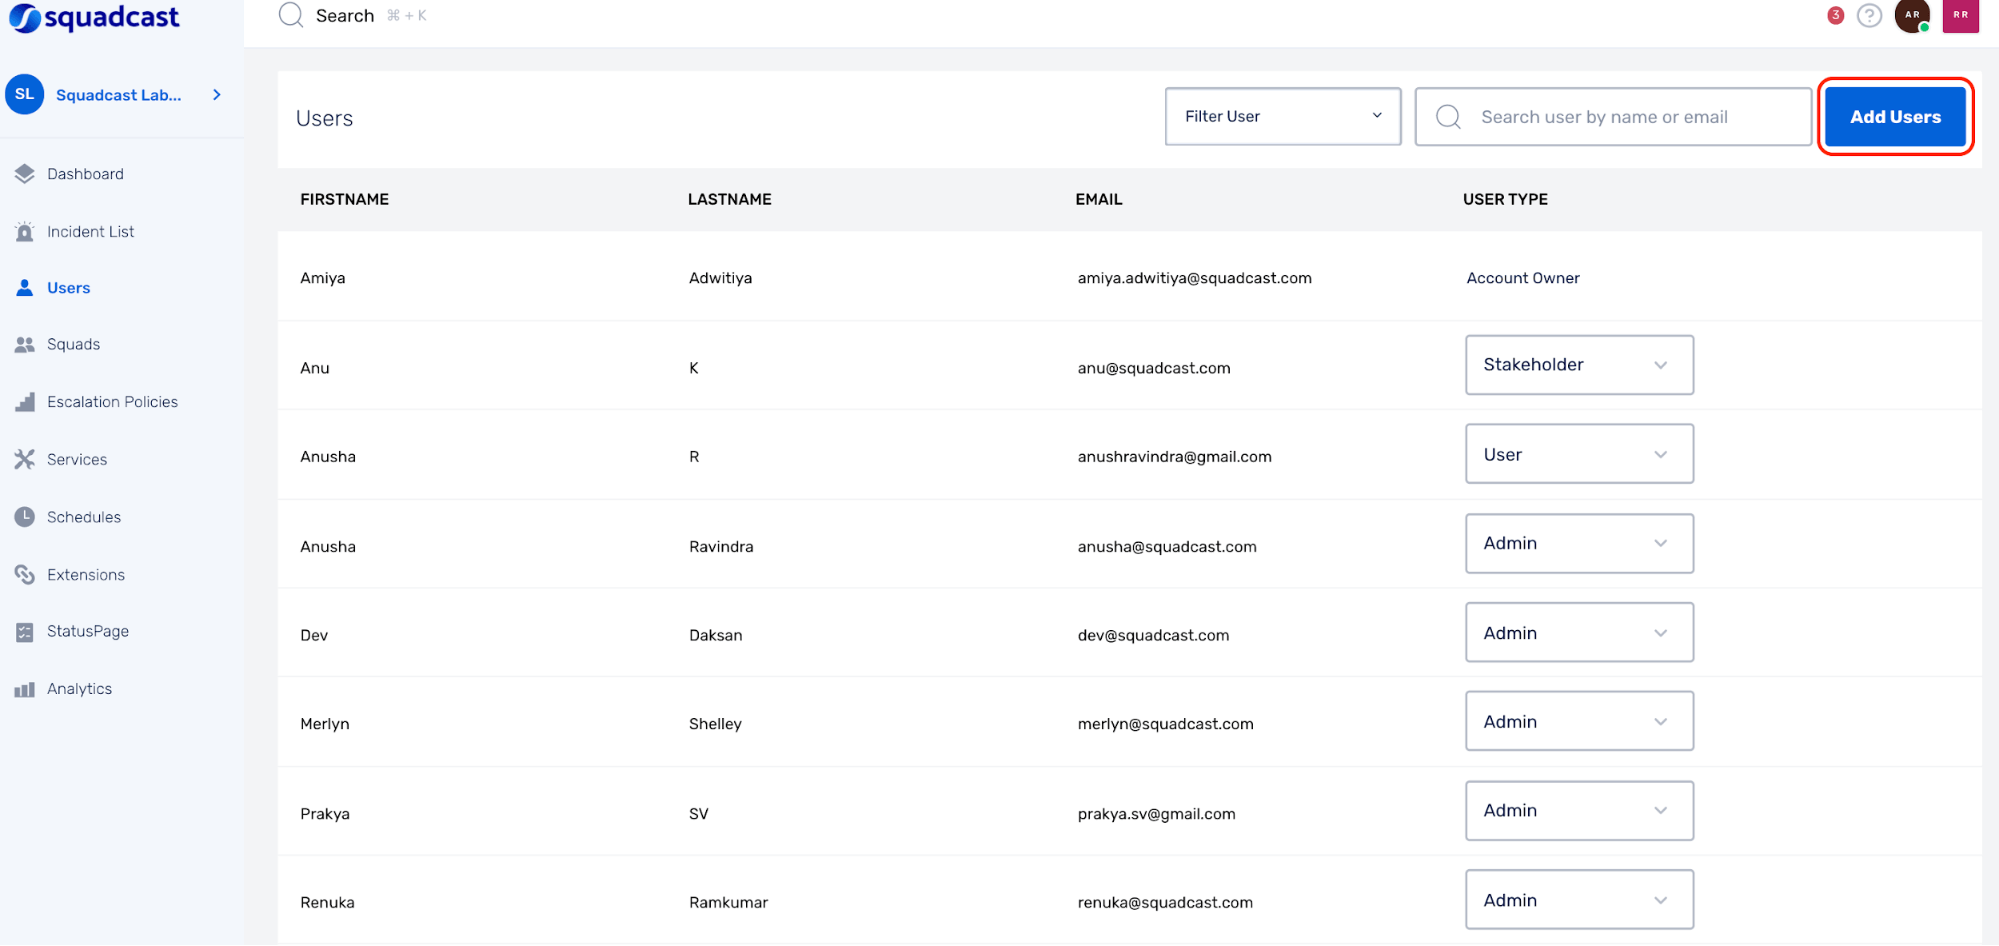 squadcast
Search ⌘ + K
3 ? AR RR
SL Squadcast Lab...
Dashboard
Incident List
Users
Squads
Escalation Policies
Services
Schedules
Extensions
StatusPage
Analytics
Users
Filter User
Search user by name or email
Add Users
FIRSTNAME LASTNAME EMAIL USER TYPE
Amiya Adwitiya amiya.adwitiya@squadcast.com Account Owner
Anu K anu@squadcast.com Stakeholder
Anusha R anushravindra@gmail.com User
Anusha Ravindra anusha@squadcast.com Admin
Dev Daksan dev@squadcast.com Admin
Merlyn Shelley merlyn@squadcast.com Admin
Prakya SV prakya.sv@gmail.com Admin
Renuka Ramkumar renuka@squadcast.com Admin